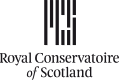 Royal Conservatoire
of Scotland